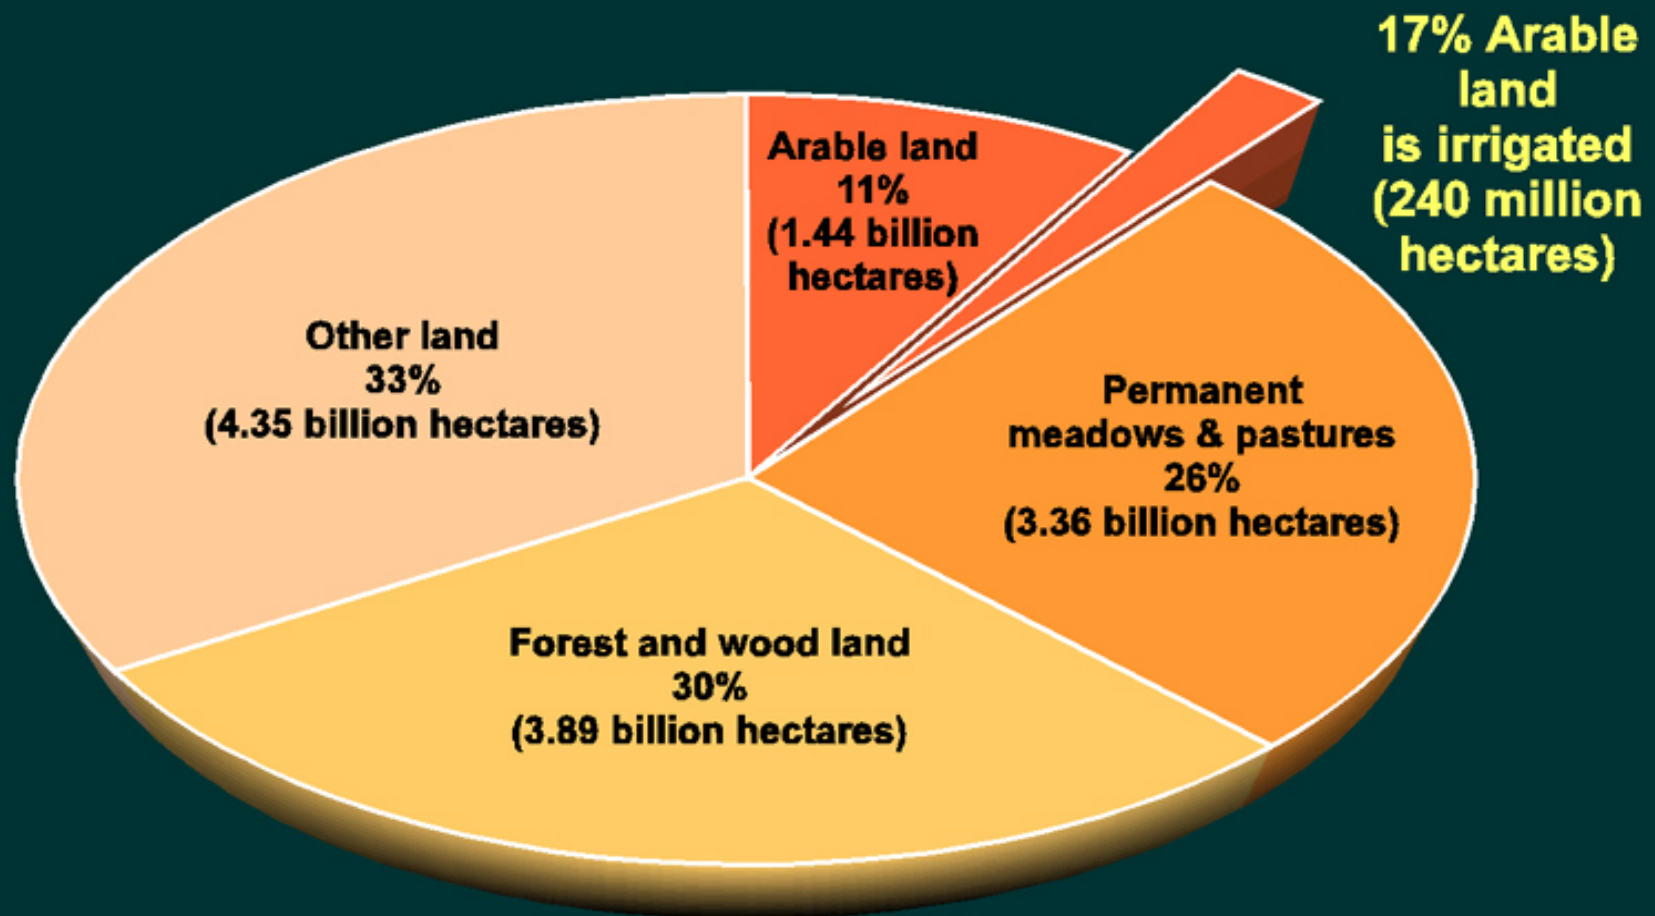 17% Arable
land
is irrigated
(240 million
hectares)
Arable land
11%
(1.44 billion
hectares)
Other land
33%
(4.35 billion hectares)
Permanent
meadows & pastures
26%
(3.36 billion hectares)
Forest and wood land
30%
(3.89 billion hectares)